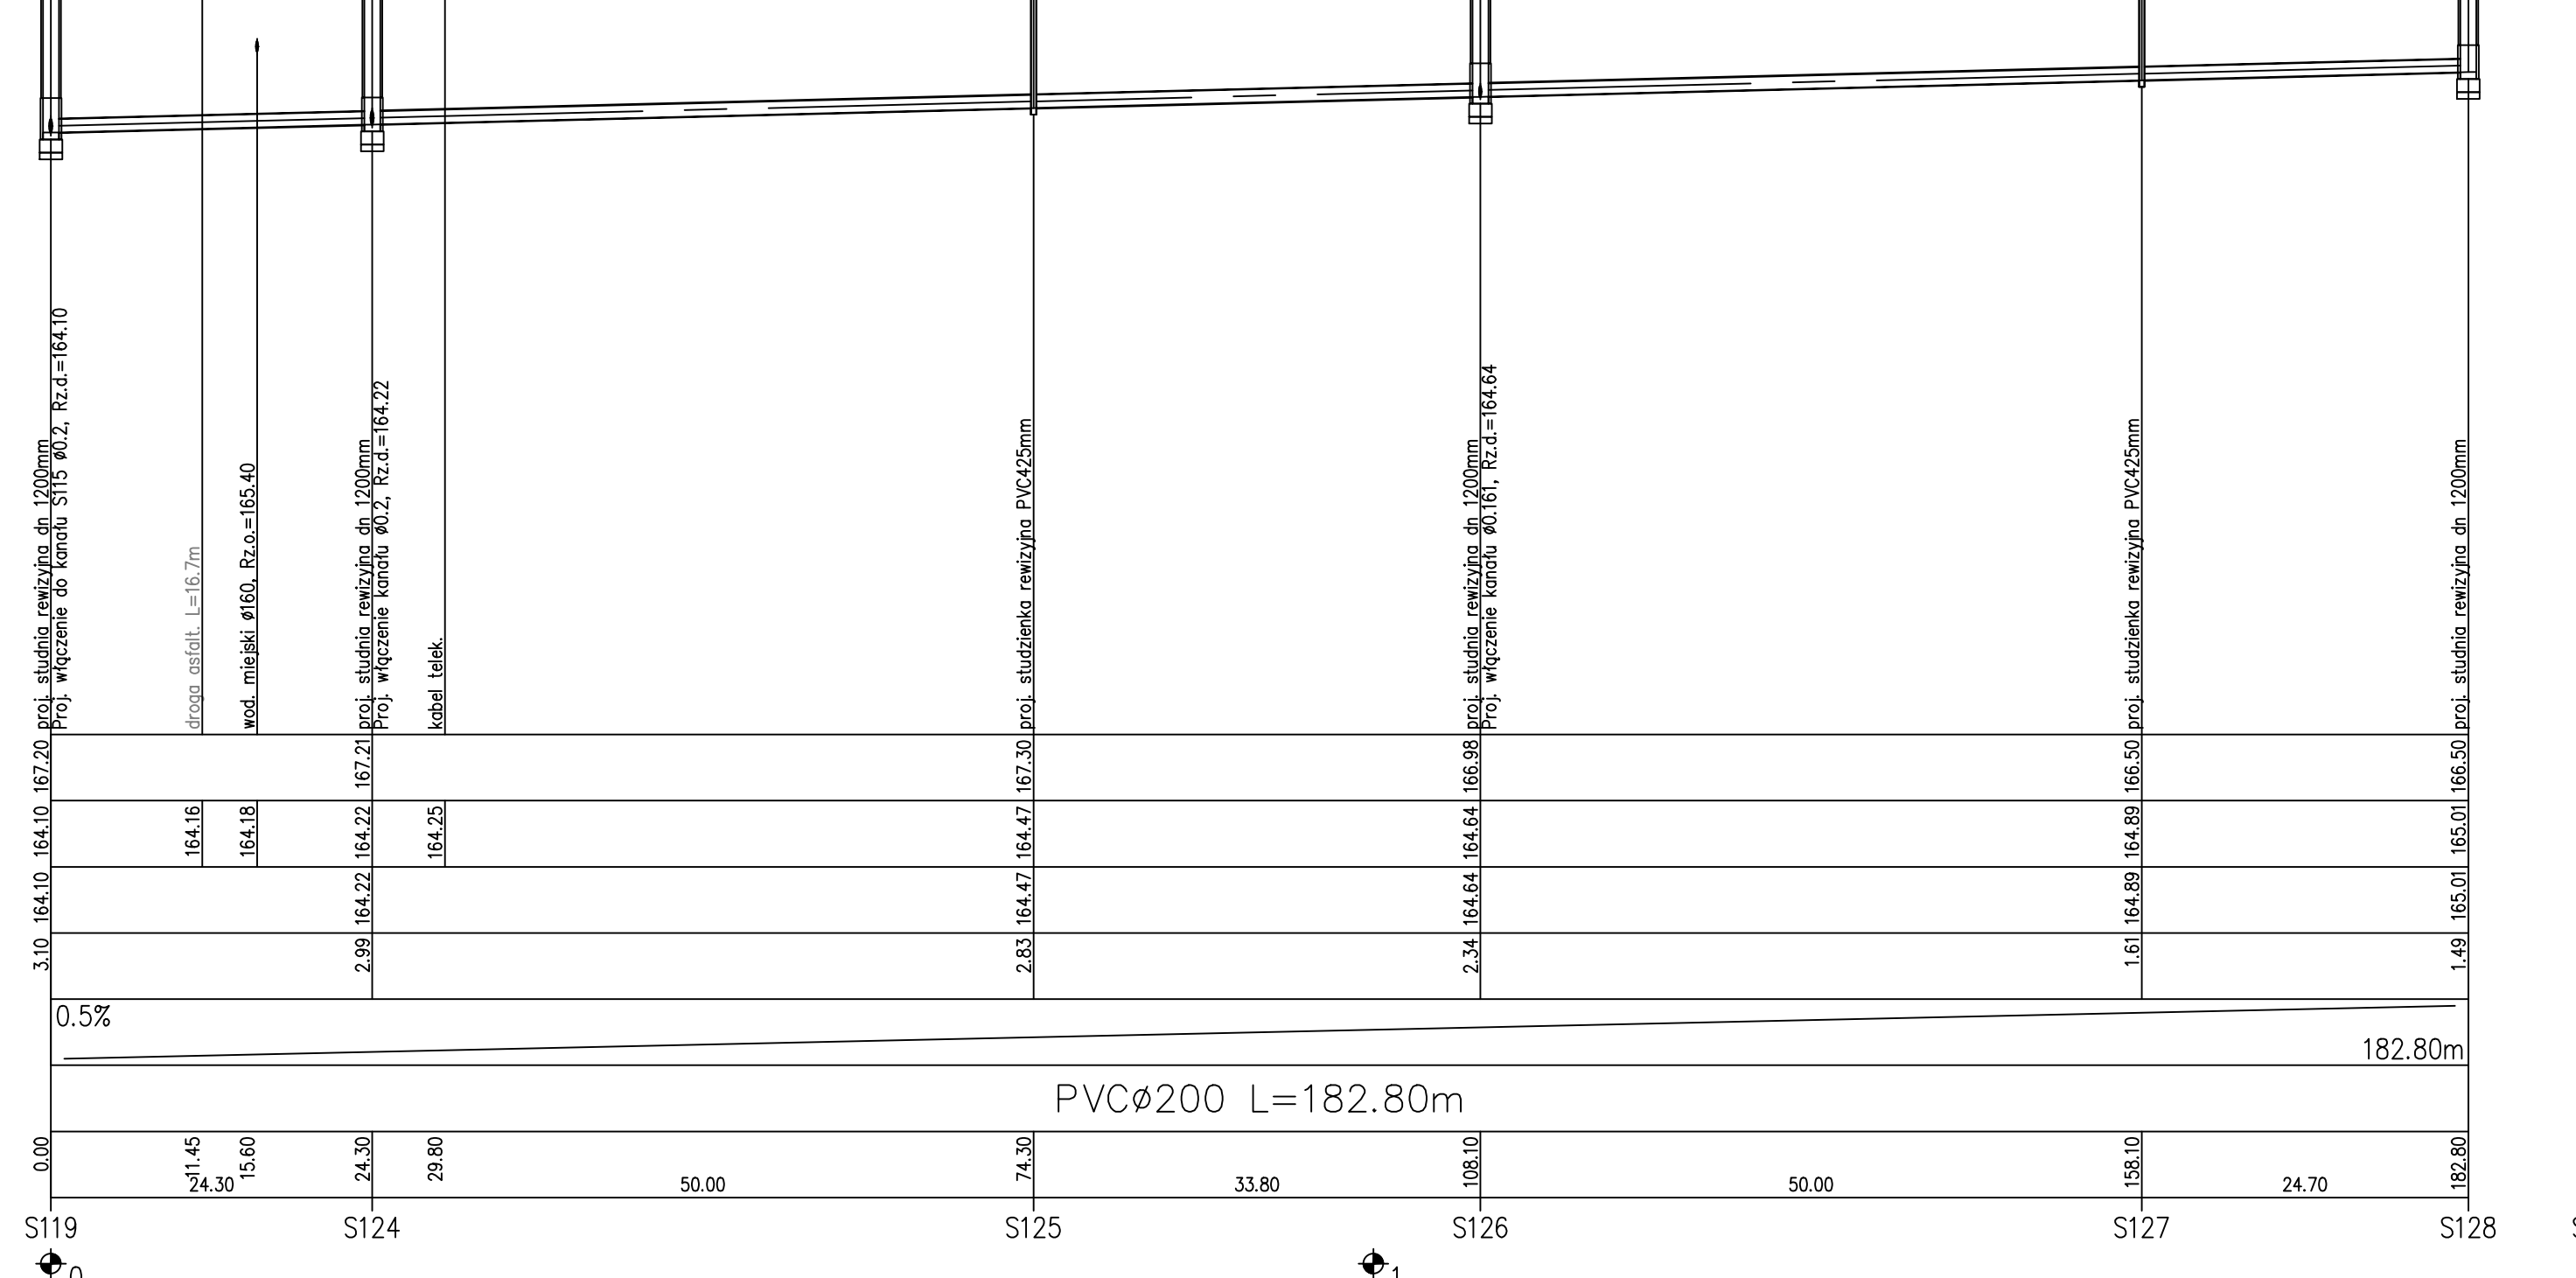 proj. studnia rewizyjna dn 1200mm
Proj. włączenie do kanału S115 ø0.2, Rz.d.=164.10
droga asfalt. L=16.7m
wod. miejski ø160, Rz.o.=165.40
proj. studnia rewizyjna dn 1200mm
Proj. włączenie kanału ø0.2, Rz.d.=164.22
kabel telek.
proj. studzienka rewizyjna PVC425mm
proj. studnia rewizyjna dn 1200mm
Proj. włączenie kanału ø0.161, Rz.d.=164.64
proj. studzienka rewizyjna PVC425mm
proj. studnia rewizyjna dn 1200mm
167.20 167.21 167.30 166.98 166.50 166.50
164.10 164.16 164.18 164.22 164.25 164.47 164.64 164.89 165.01
164.10 164.22 164.47 164.64 164.89 165.01
3.10 2.99 2.83 2.34 1.61 1.49
0.5%
182.80m
PVCø200 L=182.80m
0.00 11.45 15.60 24.30 29.80 74.30 108.10 158.10 182.80
24.30 50.00 33.80 50.00 24.70
S119 S124 S125 S126 S127 S128
0 1